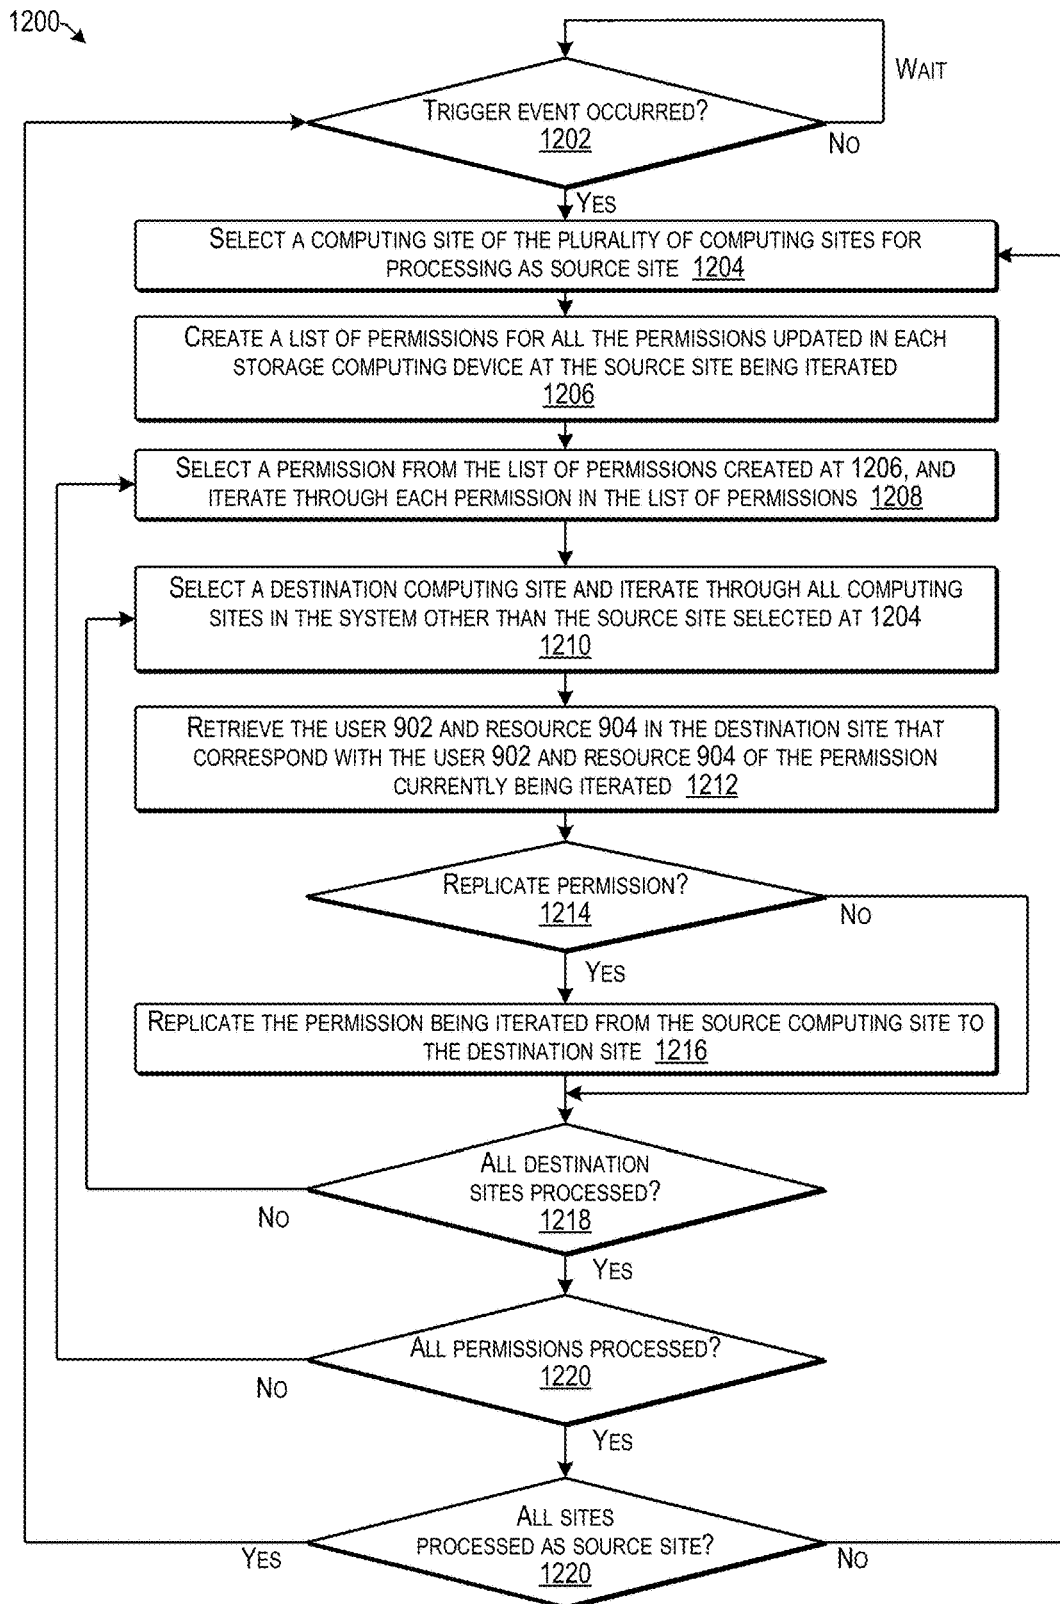 1200
WAIT
TRIGGER EVENT OCCURRED?
1202
NO
YES
SELECT A COMPUTING SITE OF THE PLURALITY OF COMPUTING SITES FOR
PROCESSING AS SOURCE SITE 1204
CREATE A LIST OF PERMISSIONS FOR ALL THE PERMISSIONS UPDATED IN EACH
STORAGE COMPUTING DEVICE AT THE SOURCE SITE BEING ITERATED
1206
SELECT A PERMISSION FROM THE LIST OF PERMISSIONS CREATED AT 1206, AND
ITERATE THROUGH EACH PERMISSION IN THE LIST OF PERMISSIONS 1208
SELECT A DESTINATION COMPUTING SITE AND ITERATE THROUGH ALL COMPUTING
SITES IN THE SYSTEM OTHER THAN THE SOURCE SITE SELECTED AT 1204
1210
RETRIEVE THE USER 902 AND RESOURCE 904 IN THE DESTINATION SITE THAT
CORRESPOND WITH THE USER 902 AND RESOURCE 904 OF THE PERMISSION
CURRENTLY BEING ITERATED 1212
REPLICATE PERMISSION?
1214
NO
YES
REPLICATE THE PERMISSION BEING ITERATED FROM THE SOURCE COMPUTING SITE TO
THE DESTINATION SITE 1216
ALL DESTINATION
SITES PROCESSED?
1218
NO
YES
ALL PERMISSIONS PROCESSED?
1220
NO
YES
ALL SITES
PROCESSED AS SOURCE SITE?
1220
YES
NO